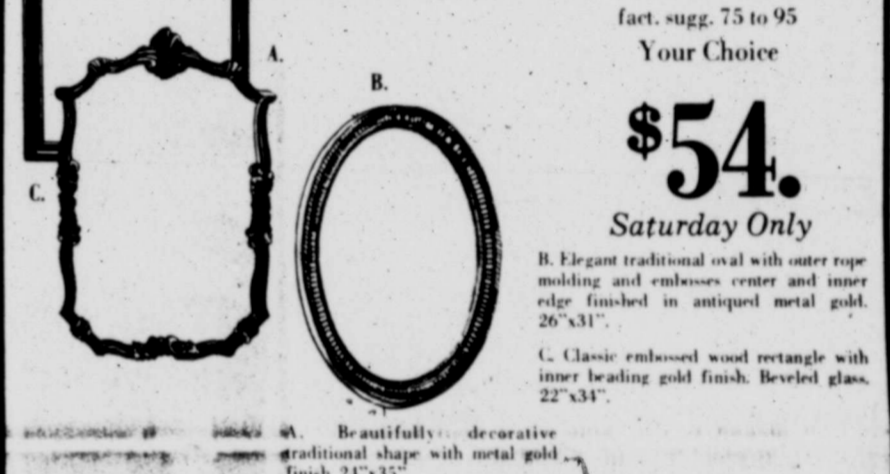 fact. sugg. 75 to 95
Your Choice
$54.
Saturday Only
A.
B.
C.
B. Elegant traditional oval with outer rope
molding and embosses center and inner
edge finished in antiqued metal gold.
26"x31".
C. Classic embossed wood rectangle with
inner beading gold finish. Beveled glass.
22"x34".
A. Beautifully decorative
traditional shape with metal gold
finish